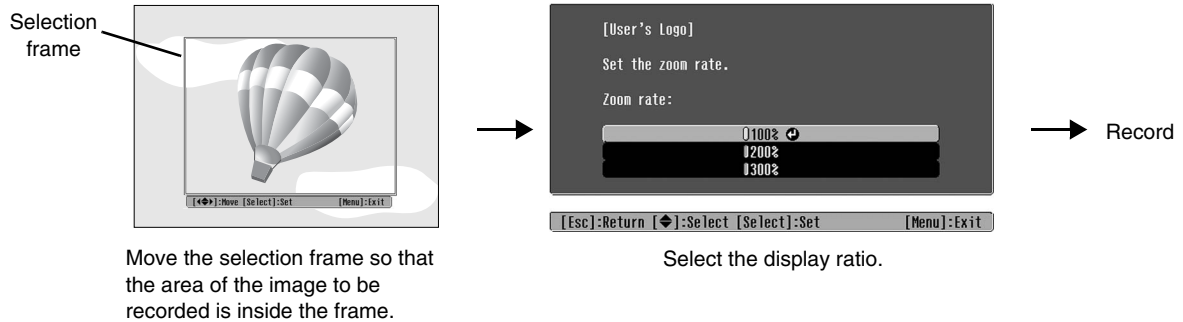 Selection
frame
[◀◆▶]:Move [Select]:Set [Menu]:Exit
Move the selection frame so that
the area of the image to be
recorded is inside the frame.
[User's Logo]
Set the zoom rate.
Zoom rate:
100%
200%
300%
[Esc]:Return [◆]:Select [Select]:Set [Menu]:Exit
Select the display ratio.
Record